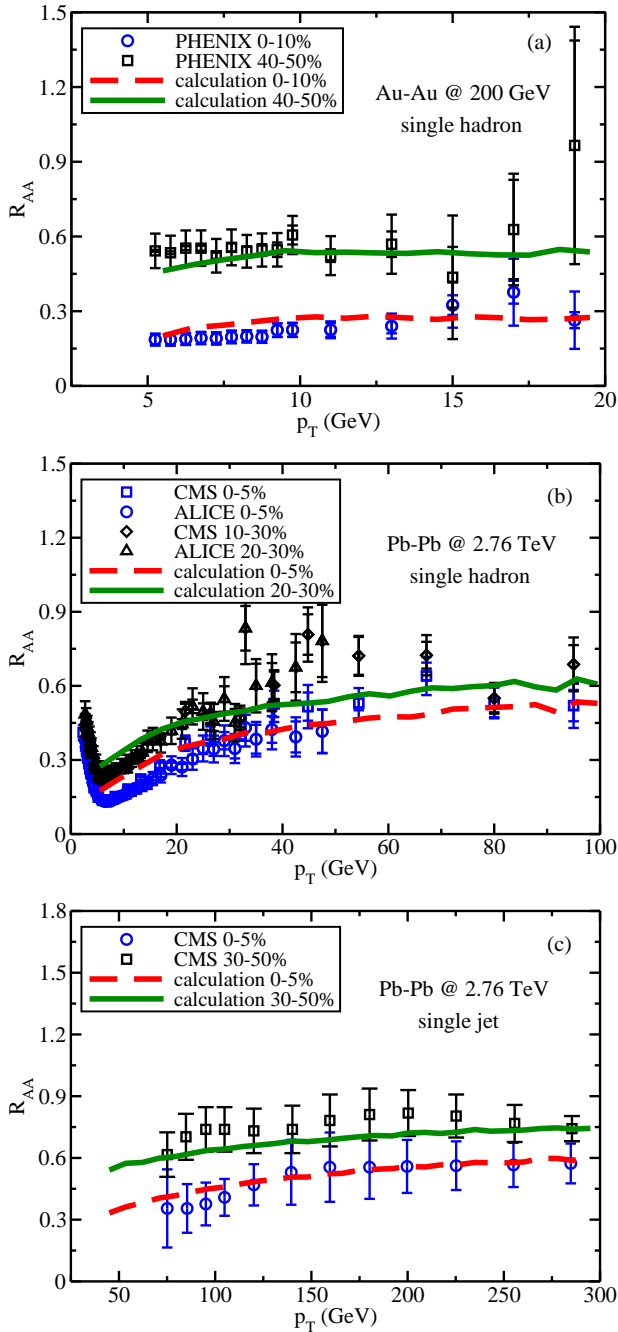 1.5
PHENIX 0-10%
(a)
PHENIX 40-50%
calculation 0-10%
1.2
calculation 40-50%
Au-Au @ 200 GeV
single hadron
0.9
R_AA
0.6
0.3
0
5 10 15 20
p_T (GeV)
1.5
CMS 0-5%
(b)
ALICE 0-5%
CMS 10-30%
1.2
ALICE 20-30%
Pb-Pb @ 2.76 TeV
calculation 0-5%
calculation 20-30%
single hadron
0.9
R_AA
0.6
0.3
0
0 20 40 60 80 100
p_T (GeV)
1.8
CMS 0-5%
(c)
CMS 30-50%
1.5
calculation 0-5%
calculation 30-50%
Pb-Pb @ 2.76 TeV
1.2
single jet
0.9
R_AA
0.6
0.3
0
50 100 150 200 250 300
p_T (GeV)